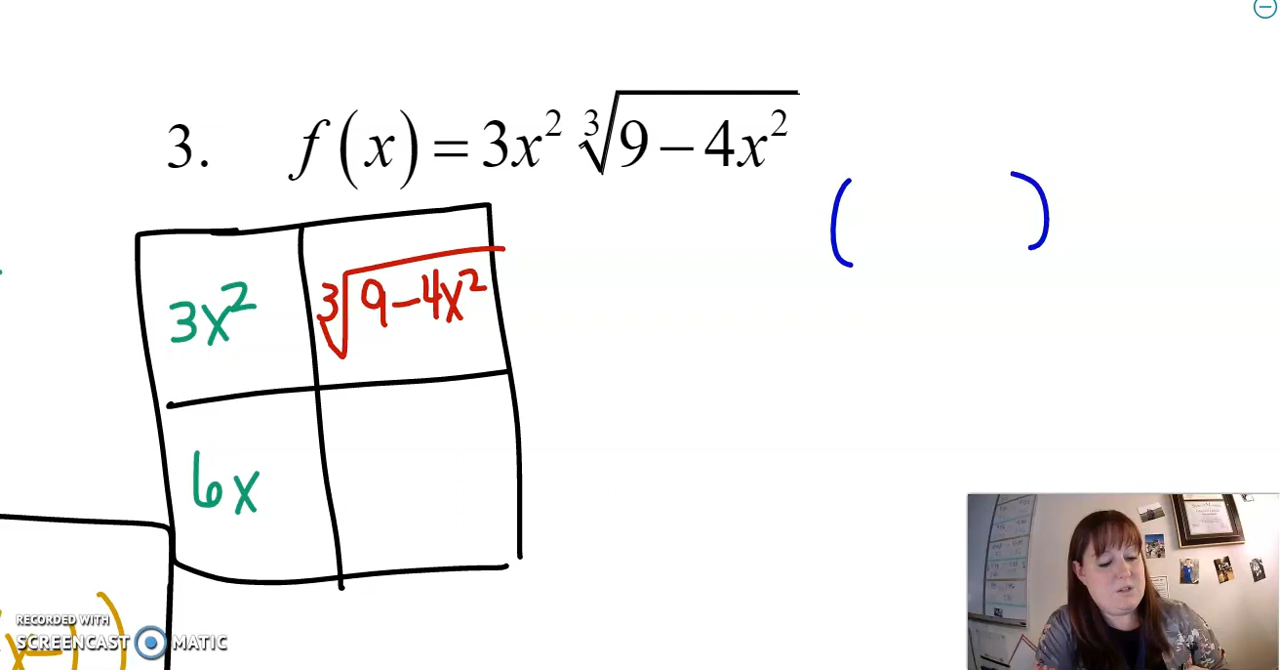 3. f(x) = 3x² ∛(9 − 4x²)
( )
3x²
∛(9 − 4x²)
6x
RECORDED WITH
SCREENCAST MATIC